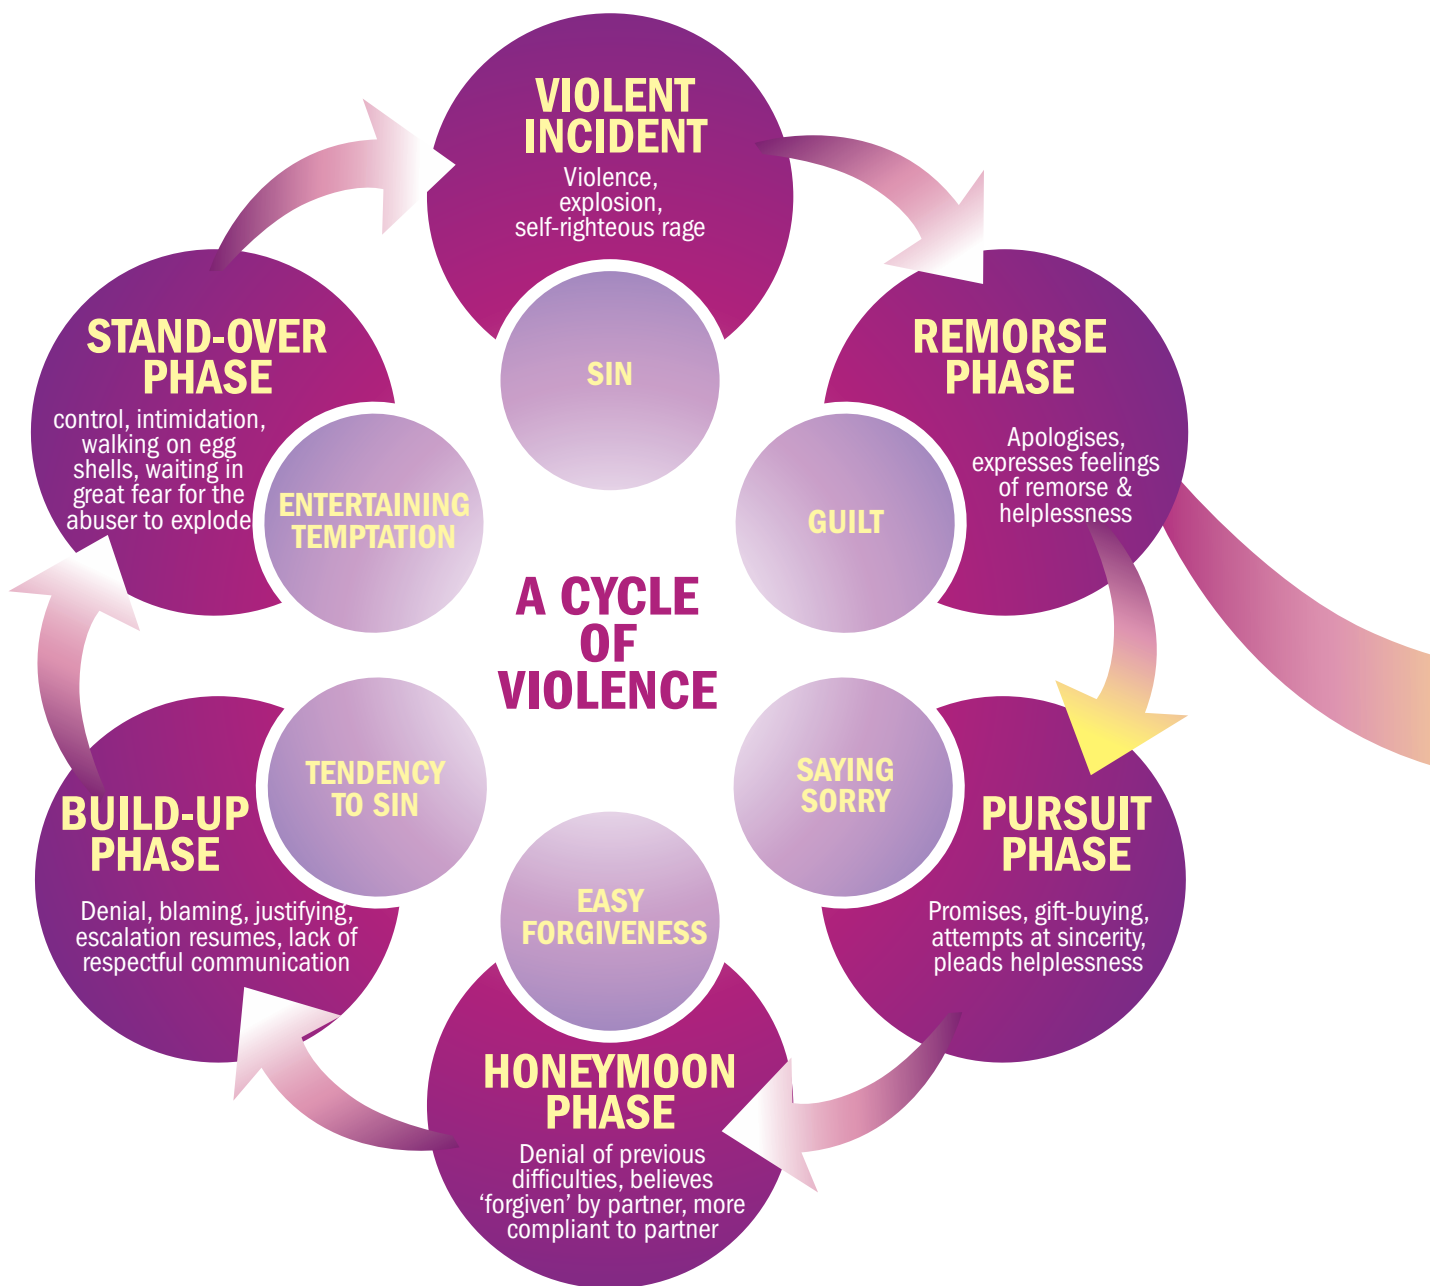 VIOLENT
INCIDENT
Violence,
explosion,
self-righteous rage
SIN
REMORSE
PHASE
Apologises,
expresses feelings
of remorse &
helplessness
GUILT
PURSUIT
PHASE
Promises, gift-buying,
attempts at sincerity,
pleads helplessness
SAYING
SORRY
HONEYMOON
PHASE
Denial of previous
difficulties, believes
‘forgiven’ by partner, more
compliant to partner
EASY
FORGIVENESS
BUILD-UP
PHASE
Denial, blaming, justifying,
escalation resumes, lack of
respectful communication
TENDENCY
TO SIN
STAND-OVER
PHASE
control, intimidation,
walking on egg
shells, waiting in
great fear for the
abuser to explode
ENTERTAINING
TEMPTATION
A CYCLE
OF
VIOLENCE